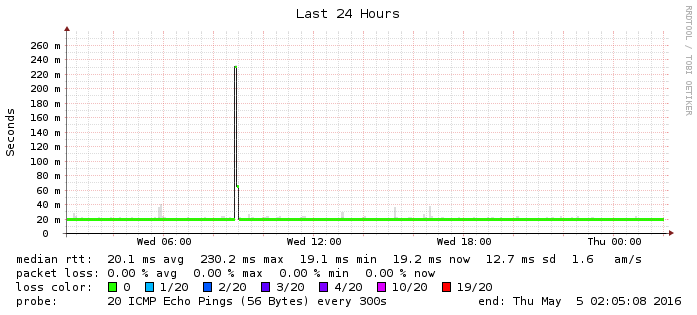 Last 24 Hours
RRDTOOL / TOBI OETIKER
Seconds
260 m
240 m
220 m
200 m
180 m
160 m
140 m
120 m
100 m
80 m
60 m
40 m
20 m
0
Wed 06:00 Wed 12:00 Wed 18:00 Thu 00:00
median rtt: 20.1 ms avg 230.2 ms max 19.1 ms min 19.2 ms now 12.7 ms sd 1.6 am/s
packet loss: 0.00 % avg 0.00 % max 0.00 % min 0.00 % now
loss color: 0 1/20 2/20 3/20 4/20 10/20 19/20
probe: 20 ICMP Echo Pings (56 Bytes) every 300s end: Thu May 5 02:05:08 2016